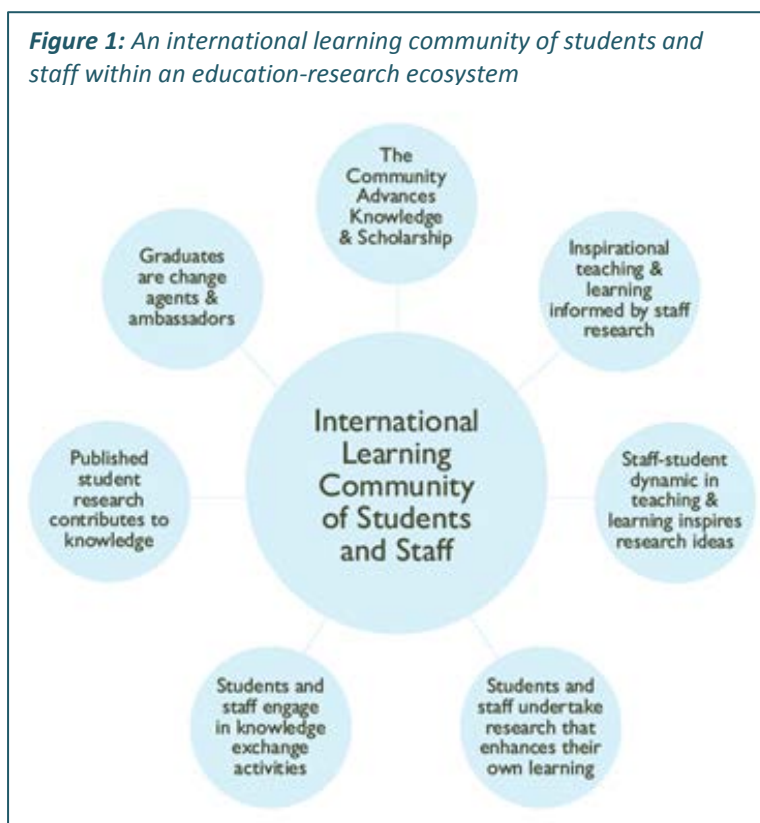 Figure 1: An international learning community of students and
staff within an education-research ecosystem
The
Community
Advances
Knowledge
& Scholarship
Inspirational
teaching &
learning
informed by staff
research
Staff-student
dynamic in
teaching &
learning inspires
research ideas
Students and
staff undertake
research that
enhances their
own learning
Students and
staff engage
in knowledge
exchange
activities
Published
student
research
contributes to
knowledge
Graduates
are change
agents &
ambassadors
International
Learning
Community
of Students
and Staff